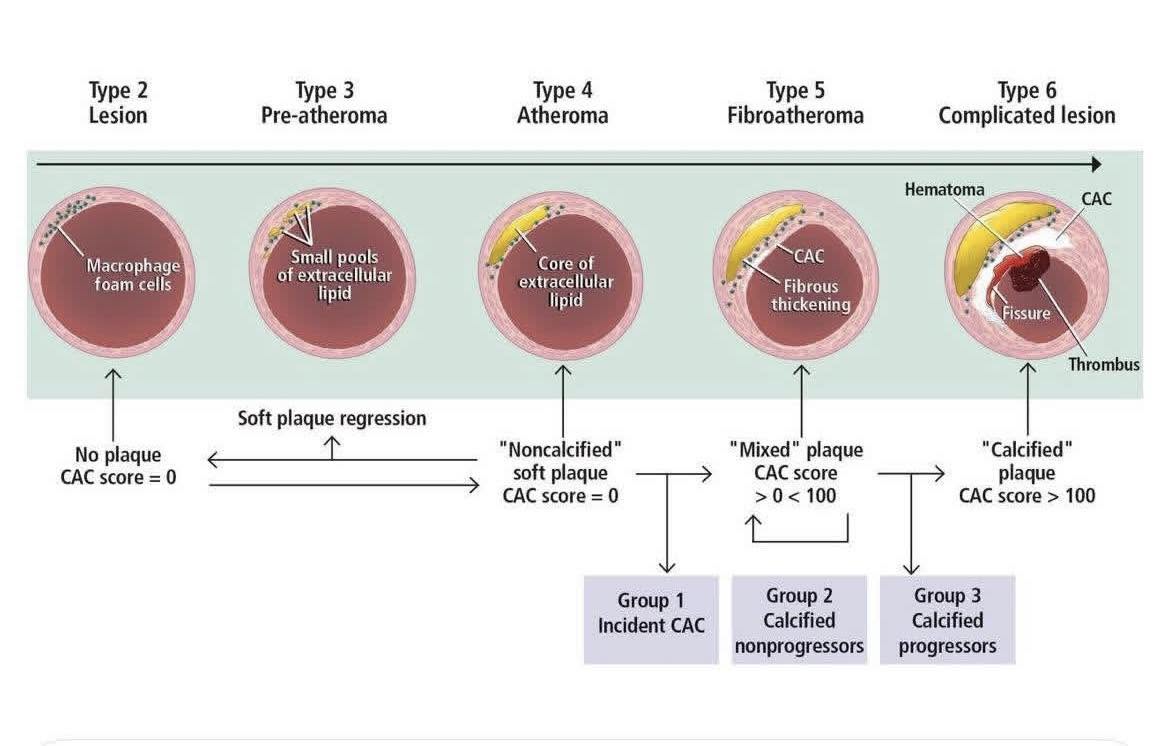 Type 2
Lesion
Type 3
Pre-atheroma
Type 4
Atheroma
Type 5
Fibroatheroma
Type 6
Complicated lesion
Macrophage
foam cells
Small pools
of extracellular
lipid
Core of
extracellular
lipid
CAC
Fibrous
thickening
Hematoma
CAC
Fissure
Thrombus
Soft plaque regression
No plaque
CAC score = 0
"Noncalcified"
soft plaque
CAC score = 0
"Mixed" plaque
CAC score
> 0 < 100
"Calcified"
plaque
CAC score > 100
Group 1
Incident CAC
Group 2
Calcified
nonprogressors
Group 3
Calcified
progressors